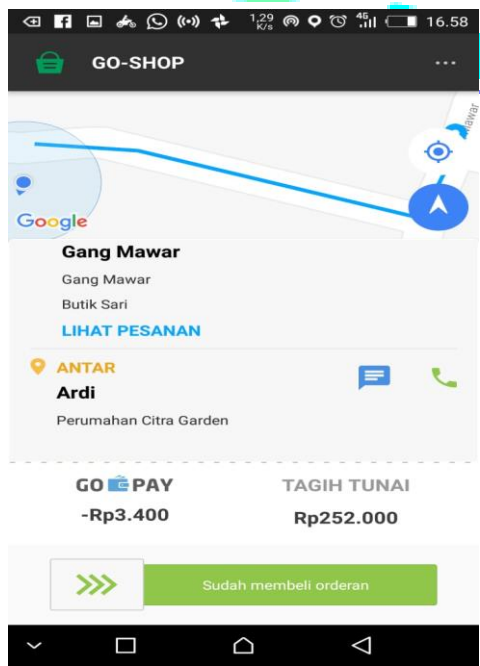 1,29 K/s 4G 16.58
GO-SHOP
Mawar
Google
Gang Mawar
Gang Mawar
Butik Sari
LIHAT PESANAN
ANTAR
Ardi
Perumahan Citra Garden
GO PAY TAGIH TUNAI
-Rp3.400 Rp252.000
Sudah membeli orderan